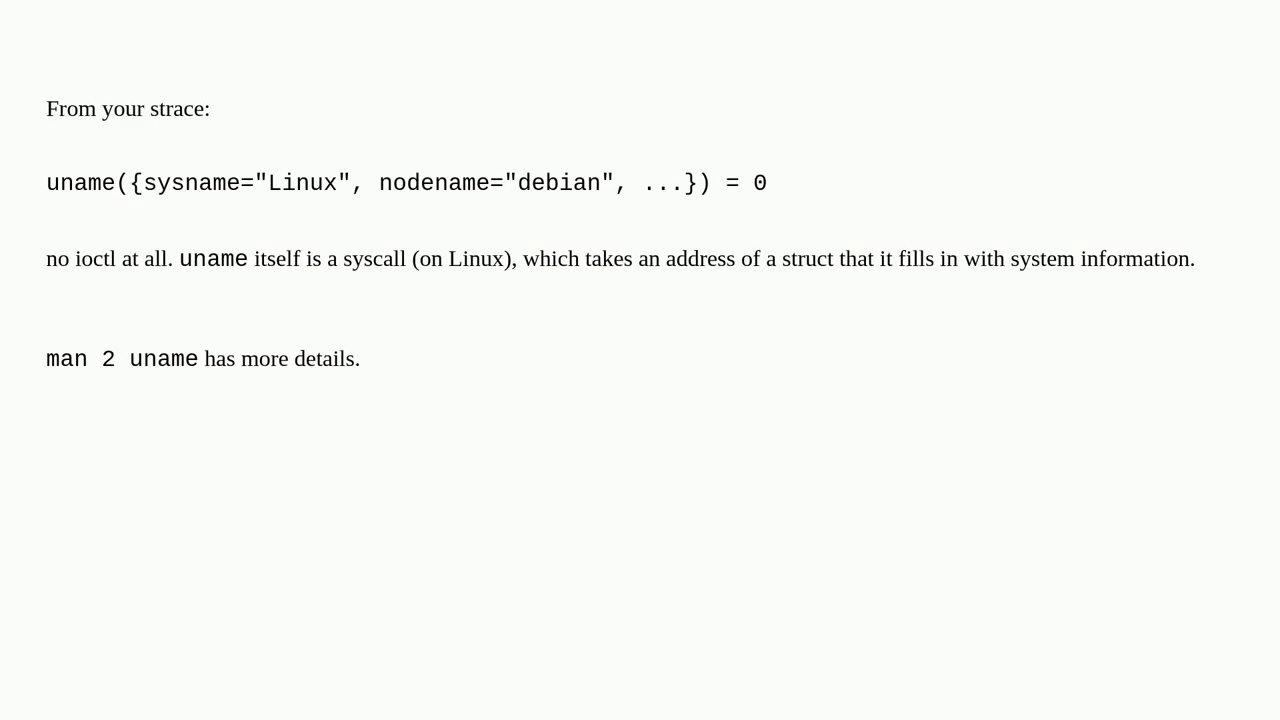 From your strace:
uname({sysname="Linux", nodename="debian", ...}) = 0
no ioctl at all. uname itself is a syscall (on Linux), which takes an address of a struct that it fills in with system information.
man 2 uname has more details.